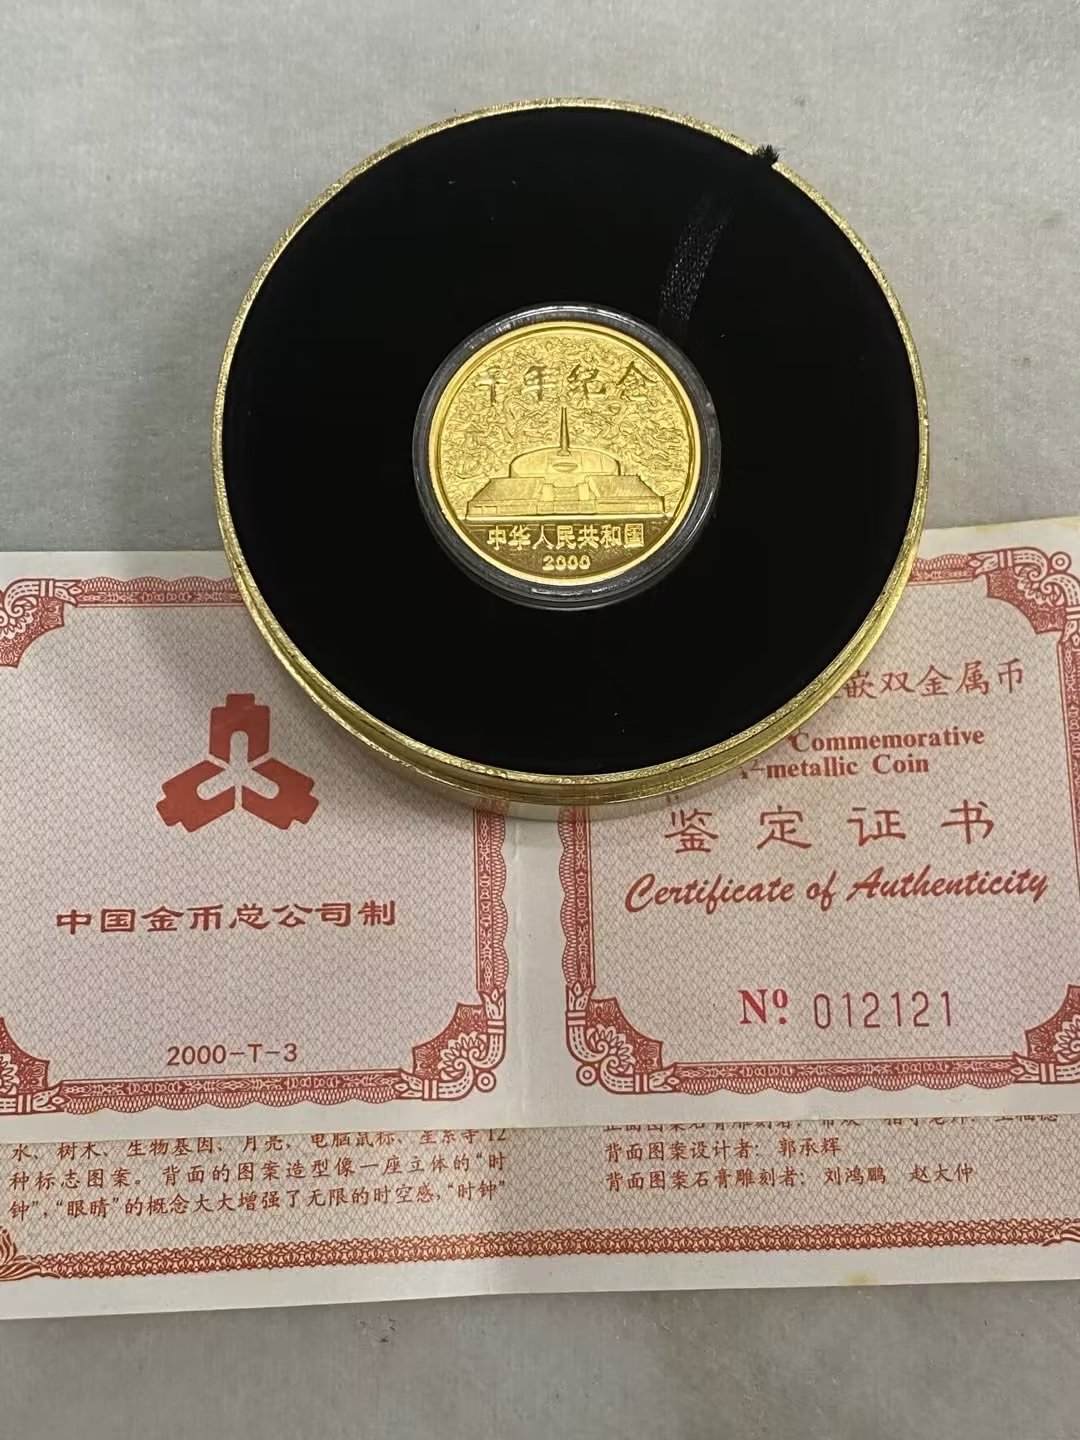 千年纪念
中华人民共和国
2000
嵌双金属币
Commemorative
-metallic Coin
鉴定证书
Certificate of Authenticity
Nº 012121
中国金币总公司制
2000-T-3
水、树木、生物基因、月亮、电脑鼠标、星系等12
种标志图案。背面的图案造型像一座立体的“时
钟”,“眼睛”的概念大大增强了无限的时空感,“时钟”
背面图案设计者：郭承辉
背面图案石膏雕刻者：刘鸿鹏 赵大仲